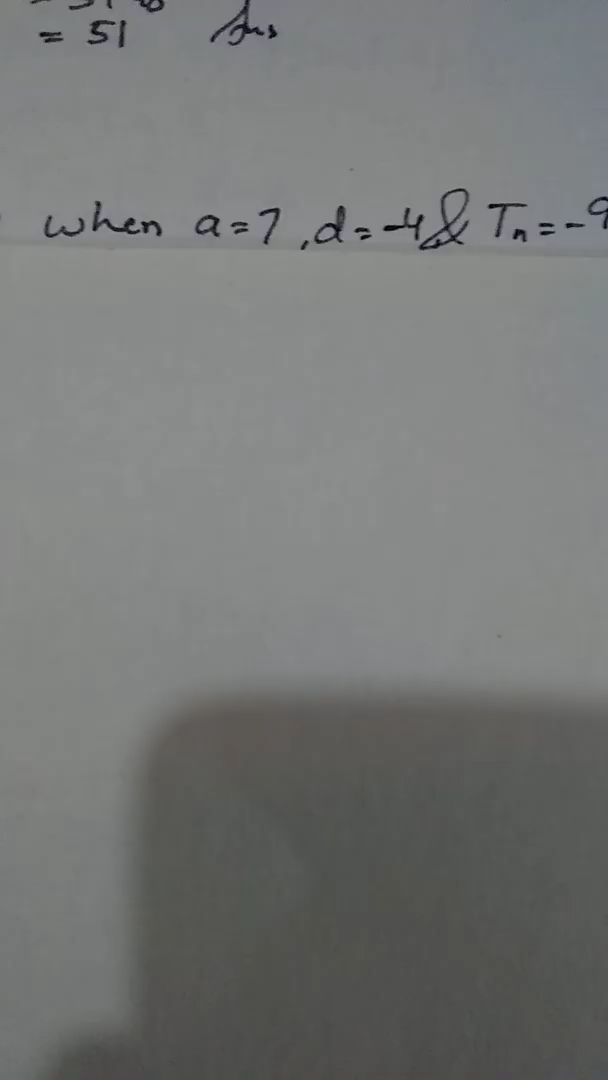 = 51 Ans
when a=7, d=-4 & Tn=-9